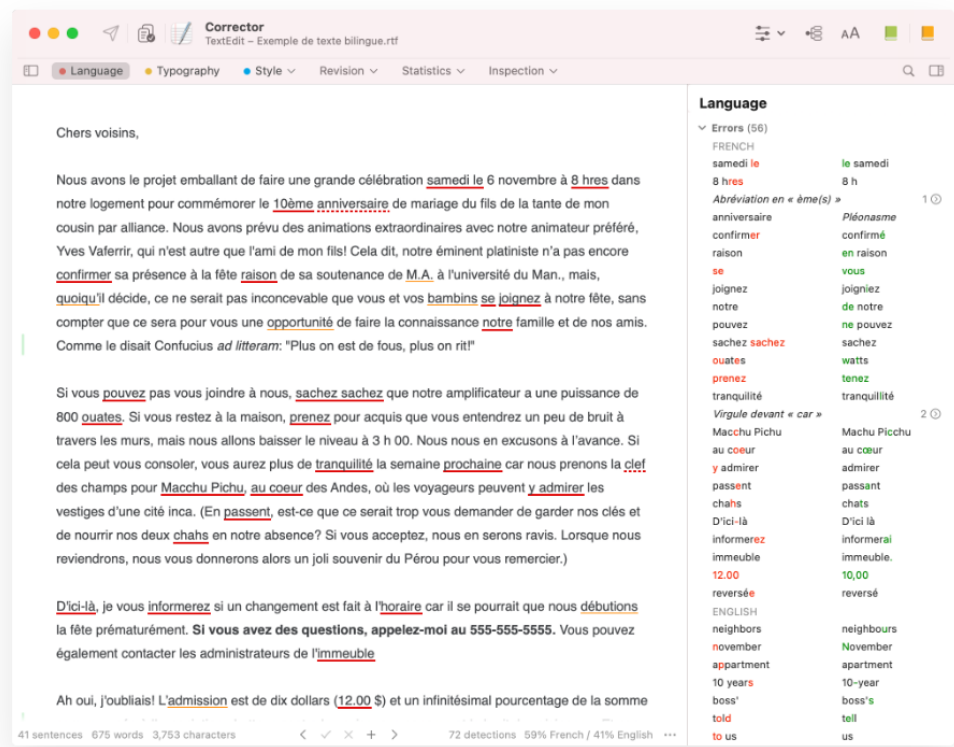 Corrector
TextEdit – Exemple de texte bilingue.rtf
AA
Language
Typography
Style
Revision
Statistics
Inspection
Chers voisins,
Nous avons le projet emballant de faire une grande célébration samedi le 6 novembre à 8 hres dans
notre logement pour commémorer le 10ème anniversaire de mariage du fils de la tante de mon
cousin par alliance. Nous avons prévu des animations extraordinaires avec notre animateur préféré,
Yves Vaferrir, qui n'est autre que l'ami de mon fils! Cela dit, notre éminent platiniste n'a pas encore
confirmer sa présence à la fête raison de sa soutenance de M.A. à l'université du Man., mais,
quoiqu'il décide, ce ne serait pas inconcevable que vous et vos bambins se joignez à notre fête, sans
compter que ce sera pour vous une opportunité de faire la connaissance notre famille et de nos amis.
Comme le disait Confucius ad litteram: "Plus on est de fous, plus on rit!"
Si vous pouvez pas vous joindre à nous, sachez sachez que notre amplificateur a une puissance de
800 ouates. Si vous restez à la maison, prenez pour acquis que vous entendrez un peu de bruit à
travers les murs, mais nous allons baisser le niveau à 3 h 00. Nous nous en excusons à l'avance. Si
cela peut vous consoler, vous aurez plus de tranquilité la semaine prochaine car nous prenons la clef
des champs pour Macchu Pichu, au coeur des Andes, où les voyageurs peuvent y admirer les
vestiges d'une cité inca. (En passent, est-ce que ce serait trop vous demander de garder nos clés et
de nourrir nos deux chahs en notre absence? Si vous acceptez, nous en serons ravis. Lorsque nous
reviendrons, nous vous donnerons alors un joli souvenir du Pérou pour vous remercier.)
D'ici-là, je vous informerez si un changement est fait à l'horaire car il se pourrait que nous débutions
la fête prématurément. Si vous avez des questions, appelez-moi au 555-555-5555. Vous pouvez
également contacter les administrateurs de l'immeuble
Ah oui, j'oubliais! L'admission est de dix dollars (12.00 $) et un infinitésimal pourcentage de la somme
41 sentences 675 words 3,753 characters
72 detections 59% French / 41% English
Language
Errors (56)
FRENCH
samedi le le samedi
8 hres 8 h
Abréviation en « ème(s) » 1
anniversaire Pléonasme
confirmer confirmé
raison en raison
se vous
joignez joigniez
notre de notre
pouvez ne pouvez
sachez sachez sachez
ouates watts
prenez tenez
tranquilité tranquillité
Virgule devant « car » 2
Macchu Pichu Machu Picchu
au coeur au cœur
y admirer admirer
passent passant
chahs chats
D'ici-là D'ici là
informerez informerai
immeuble immeuble.
12.00 10,00
reversée reversé
ENGLISH
neighbors neighbours
november November
appartment apartment
10 years 10-year
boss' boss's
told tell
to us us